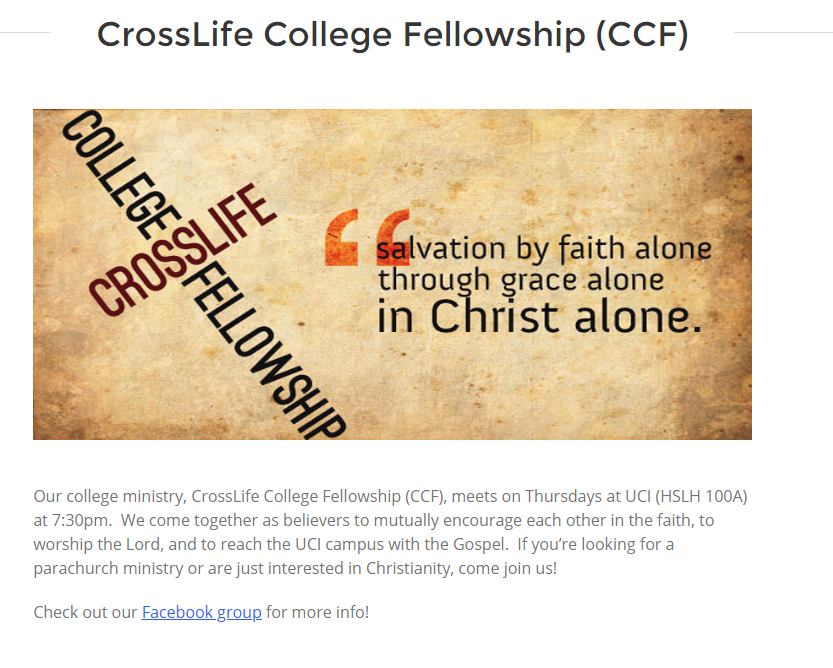 CrossLife College Fellowship (CCF)
COLLEGE
CROSSLIFE
FELLOWSHIP
“salvation by faith alone
through grace alone
in Christ alone.
Our college ministry, CrossLife College Fellowship (CCF), meets on Thursdays at UCI (HSLH 100A)
at 7:30pm.  We come together as believers to mutually encourage each other in the faith, to
worship the Lord, and to reach the UCI campus with the Gospel.  If you’re looking for a
parachurch ministry or are just interested in Christianity, come join us!
Check out our Facebook group for more info!